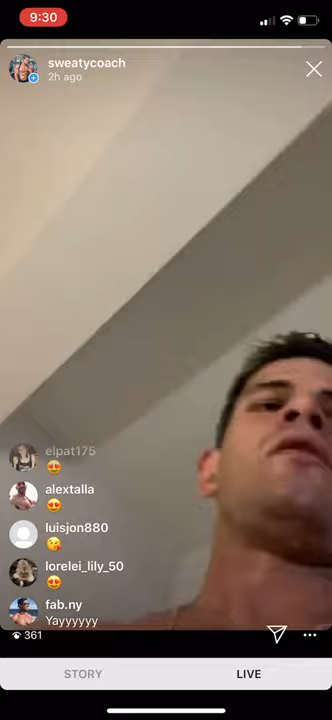 9:30
sweatycoach
2h ago
elpat175
alextalla
luisjon880
lorelei_lily_50
fab.ny
Yayyyyyy
361
STORY
LIVE